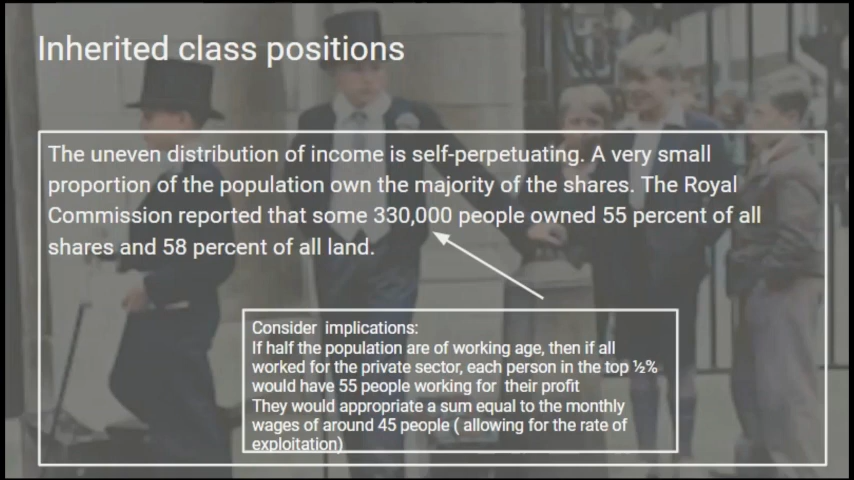 Inherited class positions
The uneven distribution of income is self-perpetuating. A very small
proportion of the population own the majority of the shares. The Royal
Commission reported that some 330,000 people owned 55 percent of all
shares and 58 percent of all land.
Consider implications:
If half the population are of working age, then if all
worked for the private sector, each person in the top ½%
would have 55 people working for their profit
They would appropriate a sum equal to the monthly
wages of around 45 people ( allowing for the rate of
exploitation)